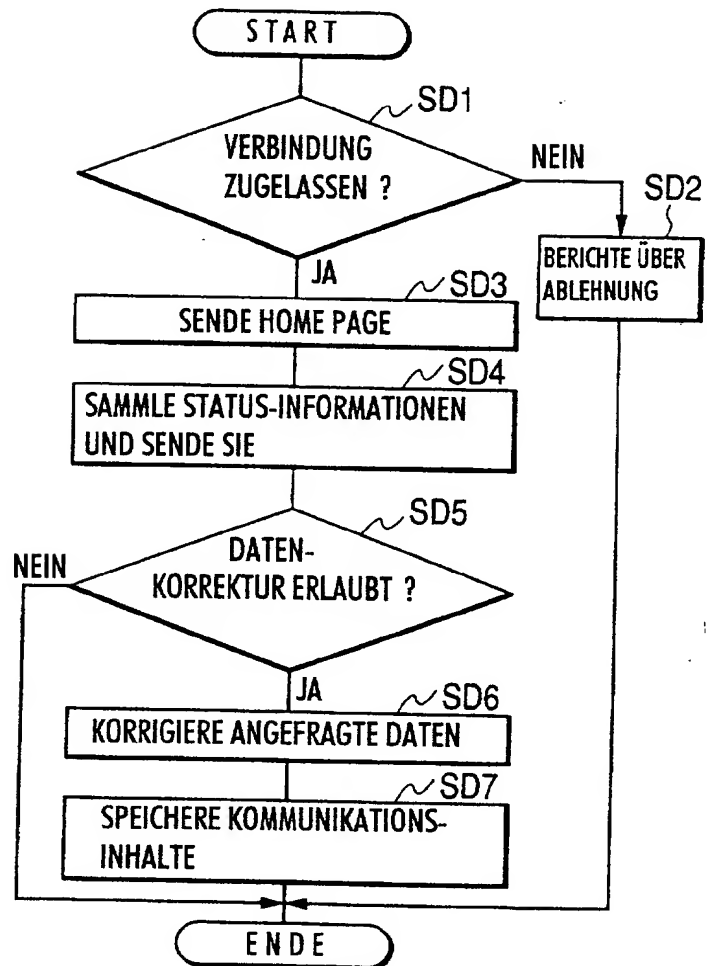 START
SD1
VERBINDUNG
ZUGELASSEN ?
NEIN
SD2
BERICHTE ÜBER
ABLEHNUNG
JA
SD3
SENDE HOME PAGE
SD4
SAMMLE STATUS-INFORMATIONEN
UND SENDE SIE
SD5
DATEN-
KORREKTUR ERLAUBT ?
NEIN
JA
SD6
KORRIGIERE ANGEFRAGTE DATEN
SD7
SPEICHERE KOMMUNIKATIONS-
INHALTE
ENDE